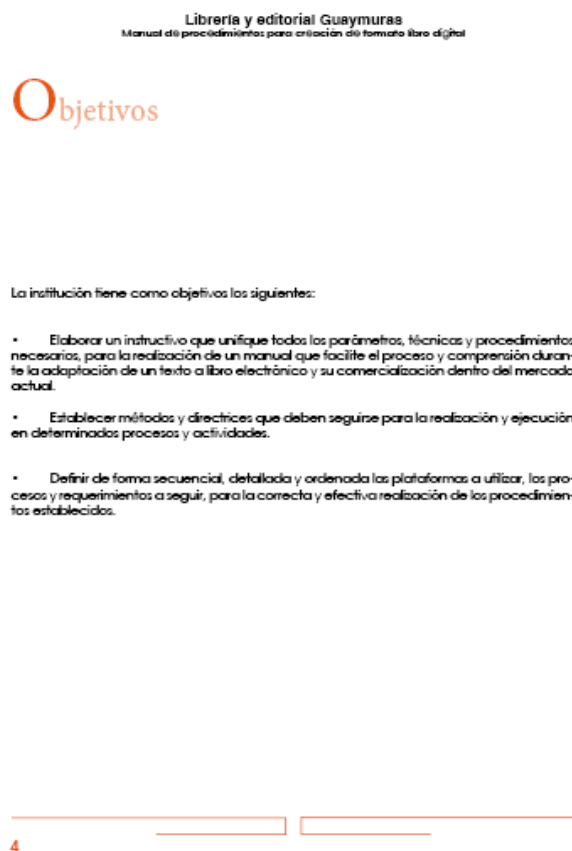 Librería y editorial Guaymuras
Manual de procedimientos para creación de formato libro digital
Objetivos
La institución tiene como objetivos los siguientes:
• Elaborar un instructivo que unifique todos los parámetros, técnicas y procedimientos
necesarios, para la realización de un manual que facilite el proceso y comprensión duran-
te la adaptación de un texto a libro electrónico y su comercialización dentro del mercado
actual.
• Establecer métodos y directrices que deben seguirse para la realización y ejecución
en determinados procesos y actividades.
• Definir de forma secuencial, detallada y ordenada las plataformas a utilizar, los pro-
cesos y requerimientos a seguir, para la correcta y efectiva realización de los procedimien-
tos establecidos.
4